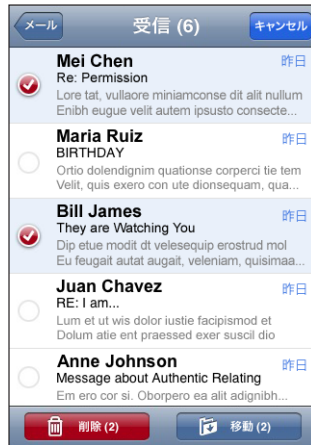 メール
受信 (6)
キャンセル
Mei Chen
昨日
Re: Permission
Lore tat, vullaore miniamconse dit alit nullum
Enibh eugue velit autem ipsusto consecte...
Maria Ruiz
昨日
BIRTHDAY
Ortio dolendignim quationse corperci tie tem
Velit, quis exero con ute dionsequam, qua...
Bill James
昨日
They are Watching You
Dip etue modit dt velesequip erostrud mol
Eu feugait autat augait, veleniam, quisimaa...
Juan Chavez
昨日
RE: I am...
Lum et ut wis dolor iustie facipismod et
Dolum atie ent praessed exer suscil dio
Anne Johnson
昨日
Message about Authentic Relating
Em ero cor si. Oborpero ea alit adignibh...
削除 (2)
移動 (2)